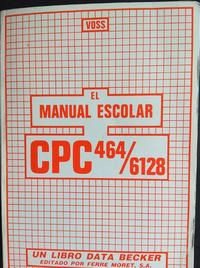 VOSS
EL
MANUAL ESCOLAR
CPC 464/6128
UN LIBRO DATA BECKER
EDITADO POR FERRE MORET, S.A.